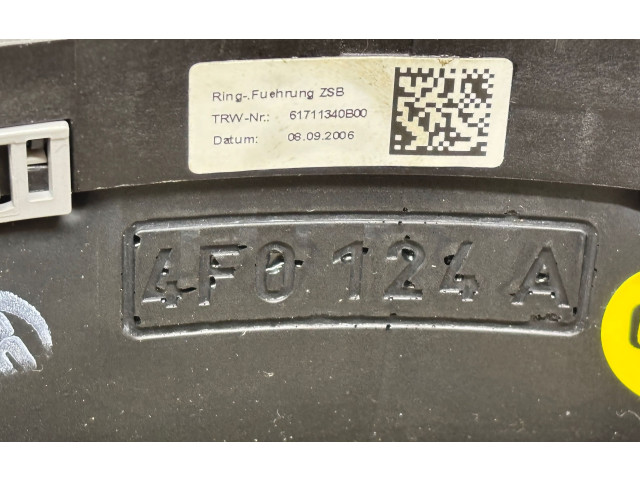 Ring-.Fuehrung ZSB
TRW-Nr.: 61711340B00
Datum: 08.09.2006
4F0 124 A